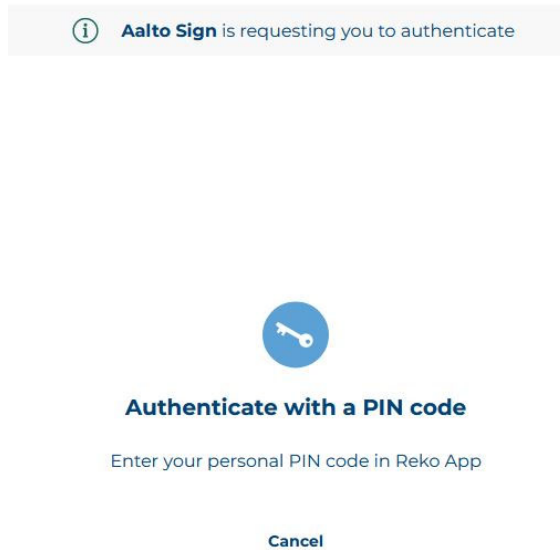 Aalto Sign is requesting you to authenticate
Authenticate with a PIN code
Enter your personal PIN code in Reko App
Cancel